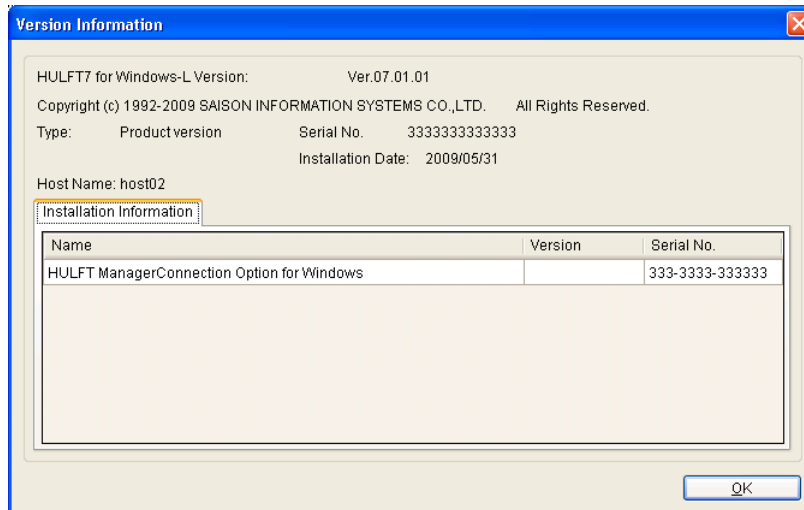 Version Information
HULFT7 for Windows-L Version: Ver.07.01.01
Copyright (c) 1992-2009 SAISON INFORMATION SYSTEMS CO.,LTD. All Rights Reserved.
Type: Product version Serial No. 3333333333333
Installation Date: 2009/05/31
Host Name: host02
Installation Information
Name Version Serial No.
HULFT ManagerConnection Option for Windows 333-3333-333333
OK